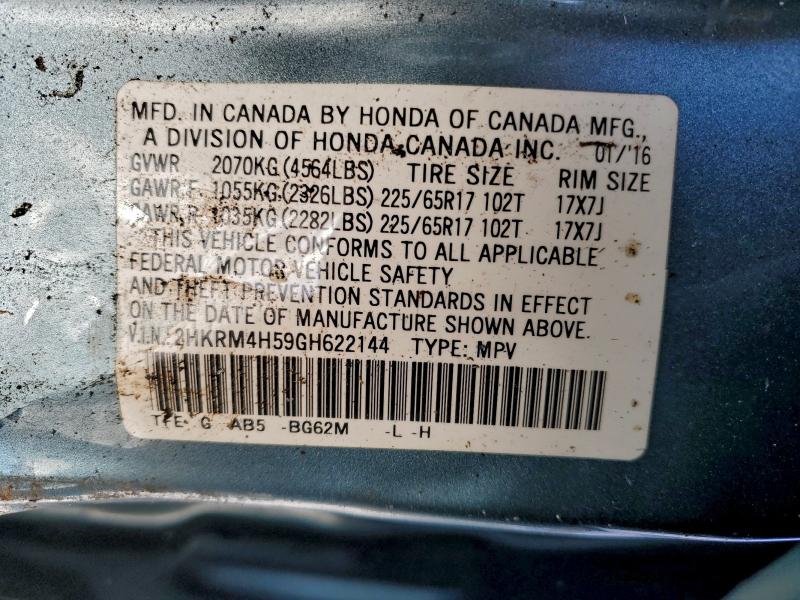 MFD. IN CANADA BY HONDA OF CANADA MFG.,
A DIVISION OF HONDA CANADA INC. 01/16
GVWR 2070KG(4564LBS) TIRE SIZE RIM SIZE
GAWR,F. 1055KG(2326LBS) 225/65R17 102T 17X7J
GAWR,R. 1035KG(2282LBS) 225/65R17 102T 17X7J
THIS VEHICLE CONFORMS TO ALL APPLICABLE
FEDERAL MOTOR VEHICLE SAFETY
AND THEFT PREVENTION STANDARDS IN EFFECT
ON THE DATE OF MANUFACTURE SHOWN ABOVE.
V.I.N.: 2HKRM4H59GH622144 TYPE: MPV
G AB5 -BG62M -L -H